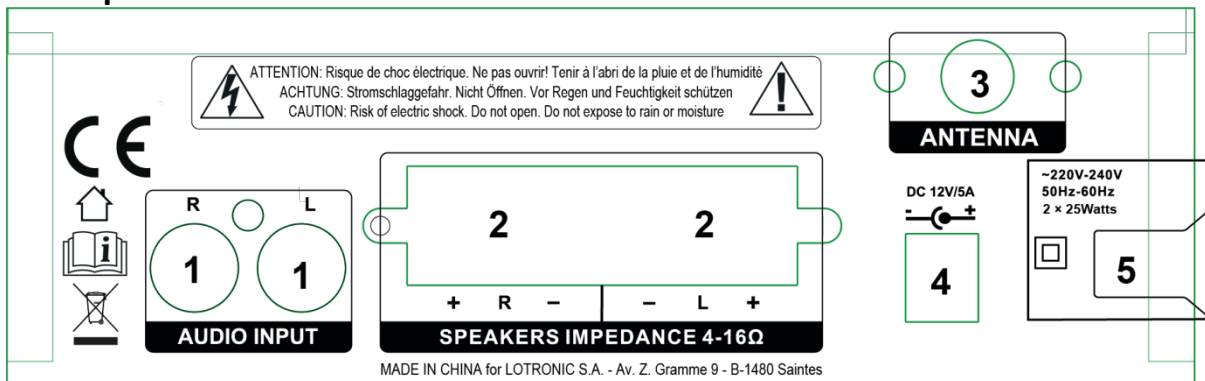 ATTENTION: Risque de choc électrique. Ne pas ouvrir! Tenir à l'abri de la pluie et de l'humidité
ACHTUNG: Stromschlaggefahr. Nicht Öffnen. Vor Regen und Feuchtigkeit schützen
CAUTION: Risk of electric shock. Do not open. Do not expose to rain or moisture
3
ANTENNA
CE
R L
1 1
AUDIO INPUT
2 2
+ R − − L +
SPEAKERS IMPEDANCE 4-16Ω
DC 12V/5A
- +
4
~220V-240V
50Hz-60Hz
2 × 25Watts
5
i
MADE IN CHINA for LOTRONIC S.A. - Av. Z. Gramme 9 - B-1480 Saintes